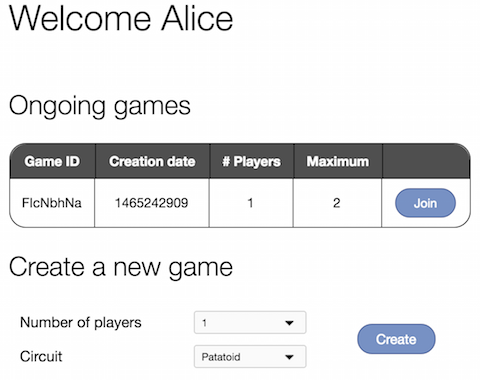 Welcome Alice
Ongoing games
Game ID Creation date # Players Maximum
FlcNbhNa 1465242909 1 2 Join
Create a new game
Number of players 1
Create
Circuit Patatoid